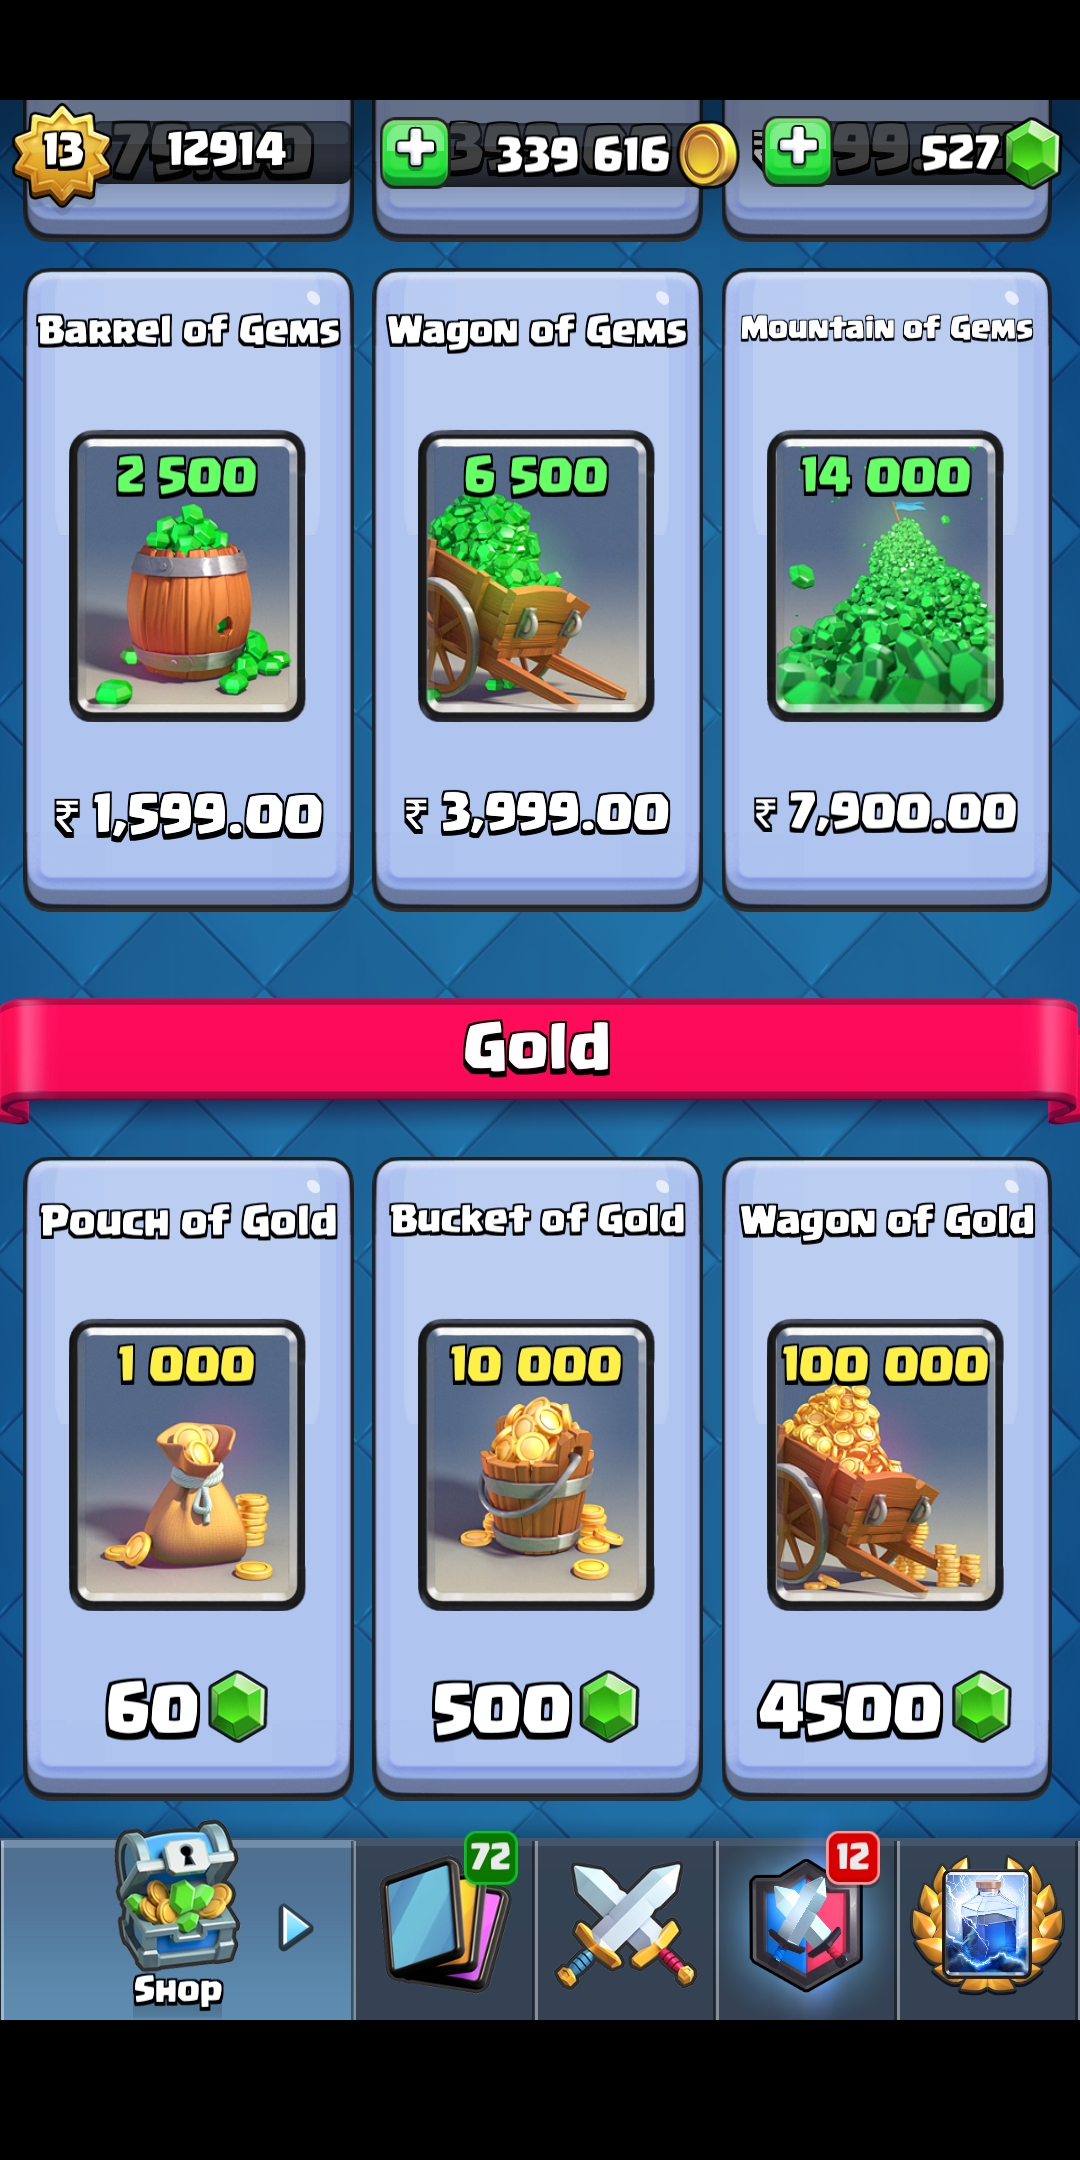 13 12914 339 616 527
Barrel of Gems Wagon of Gems Mountain of Gems
2 500 6 500 14 000
₹ 1,599.00 ₹ 3,999.00 ₹ 7,900.00
Gold
Pouch of Gold Bucket of Gold Wagon of Gold
1 000 10 000 100 000
60 500 4500
72 12
Shop